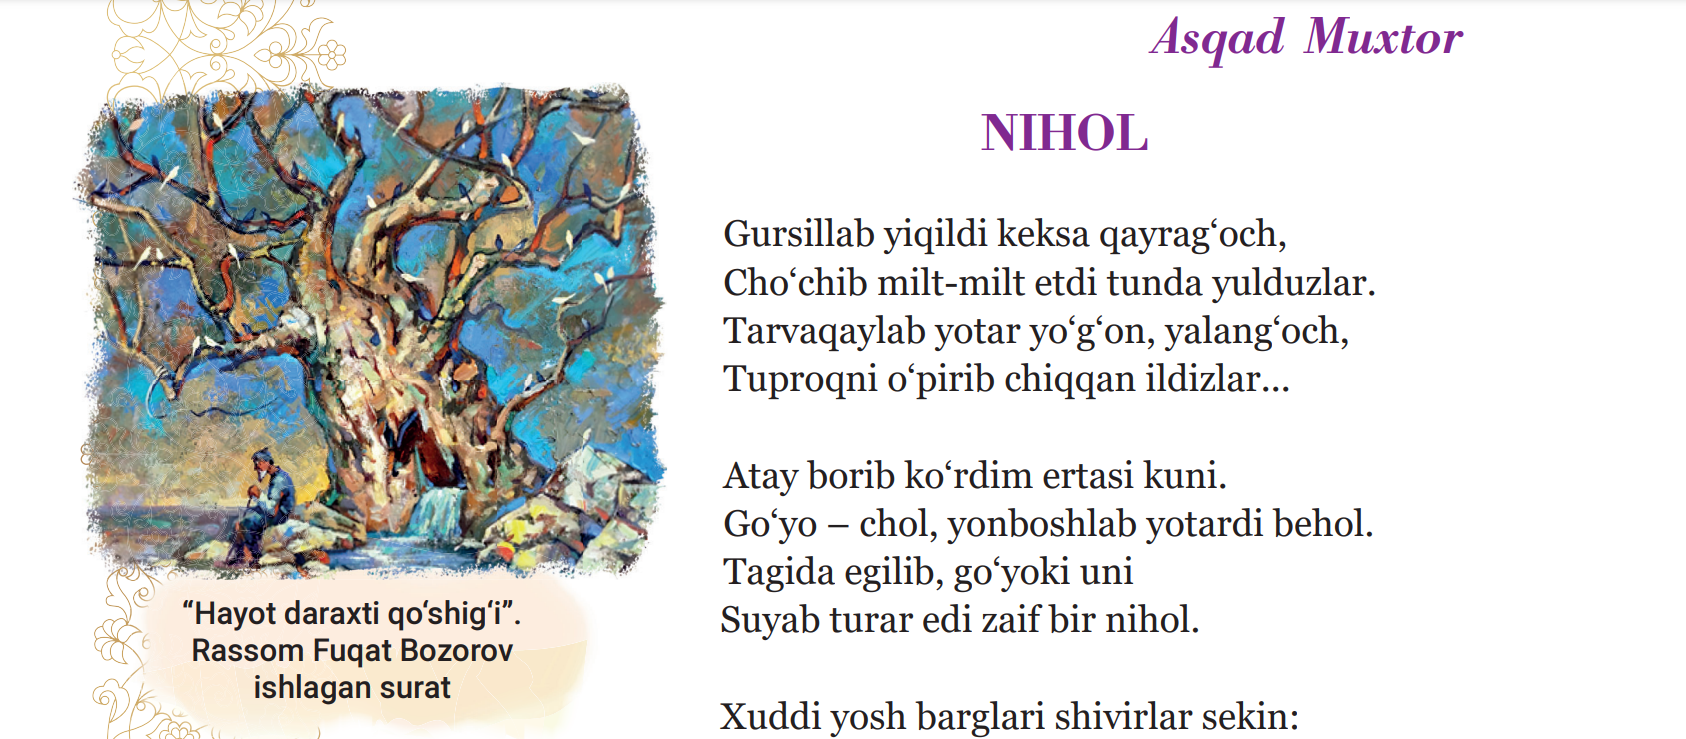 Asqad Muxtor
NIHOL
Gursillab yiqildi keksa qayrag‘och,
Cho‘chib milt-milt etdi tunda yulduzlar.
Tarvaqaylab yotar yo‘g‘on, yalang‘och,
Tuproqni o‘pirib chiqqan ildizlar...
Atay borib ko‘rdim ertasi kuni.
Go‘yo – chol, yonboshlab yotardi behol.
Tagida egilib, go‘yoki uni
Suyab turar edi zaif bir nihol.
Xuddi yosh barglari shivirlar sekin:
“Hayot daraxti qo‘shig‘i”.
Rassom Fuqat Bozorov
ishlagan surat